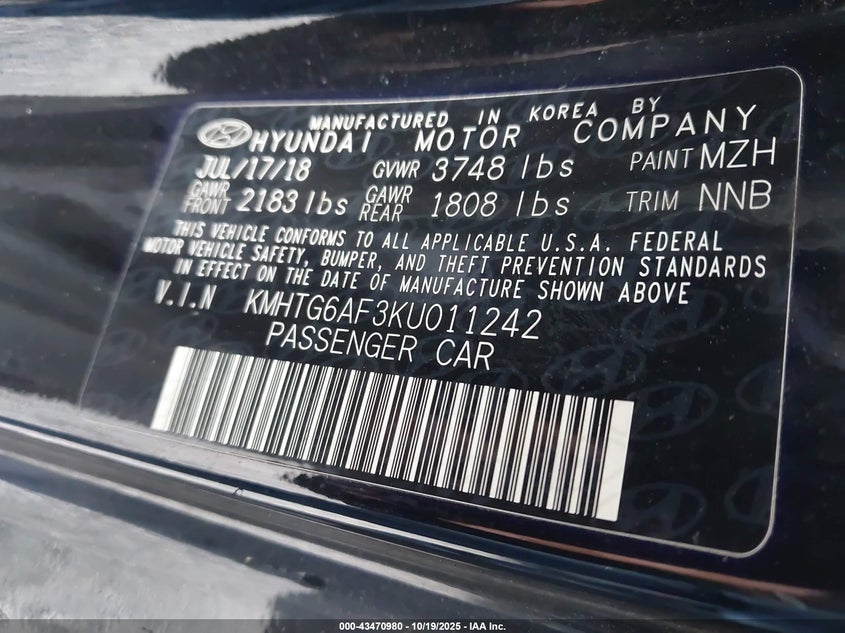 MANUFACTURED IN KOREA BY
HYUNDAI MOTOR COMPANY
JUL/17/18 GVWR 3748 lbs PAINT MZH
GAWR FRONT 2183 lbs GAWR REAR 1808 lbs TRIM NNB
THIS VEHICLE CONFORMS TO ALL APPLICABLE U.S.A. FEDERAL
MOTOR VEHICLE SAFETY, BUMPER, AND THEFT PREVENTION STANDARDS
IN EFFECT ON THE DATE OF MANUFACTURE SHOWN ABOVE
V.I.N KMHTG6AF3KU011242
PASSENGER CAR
000-43470980 - 10/19/2025 - IAA Inc.